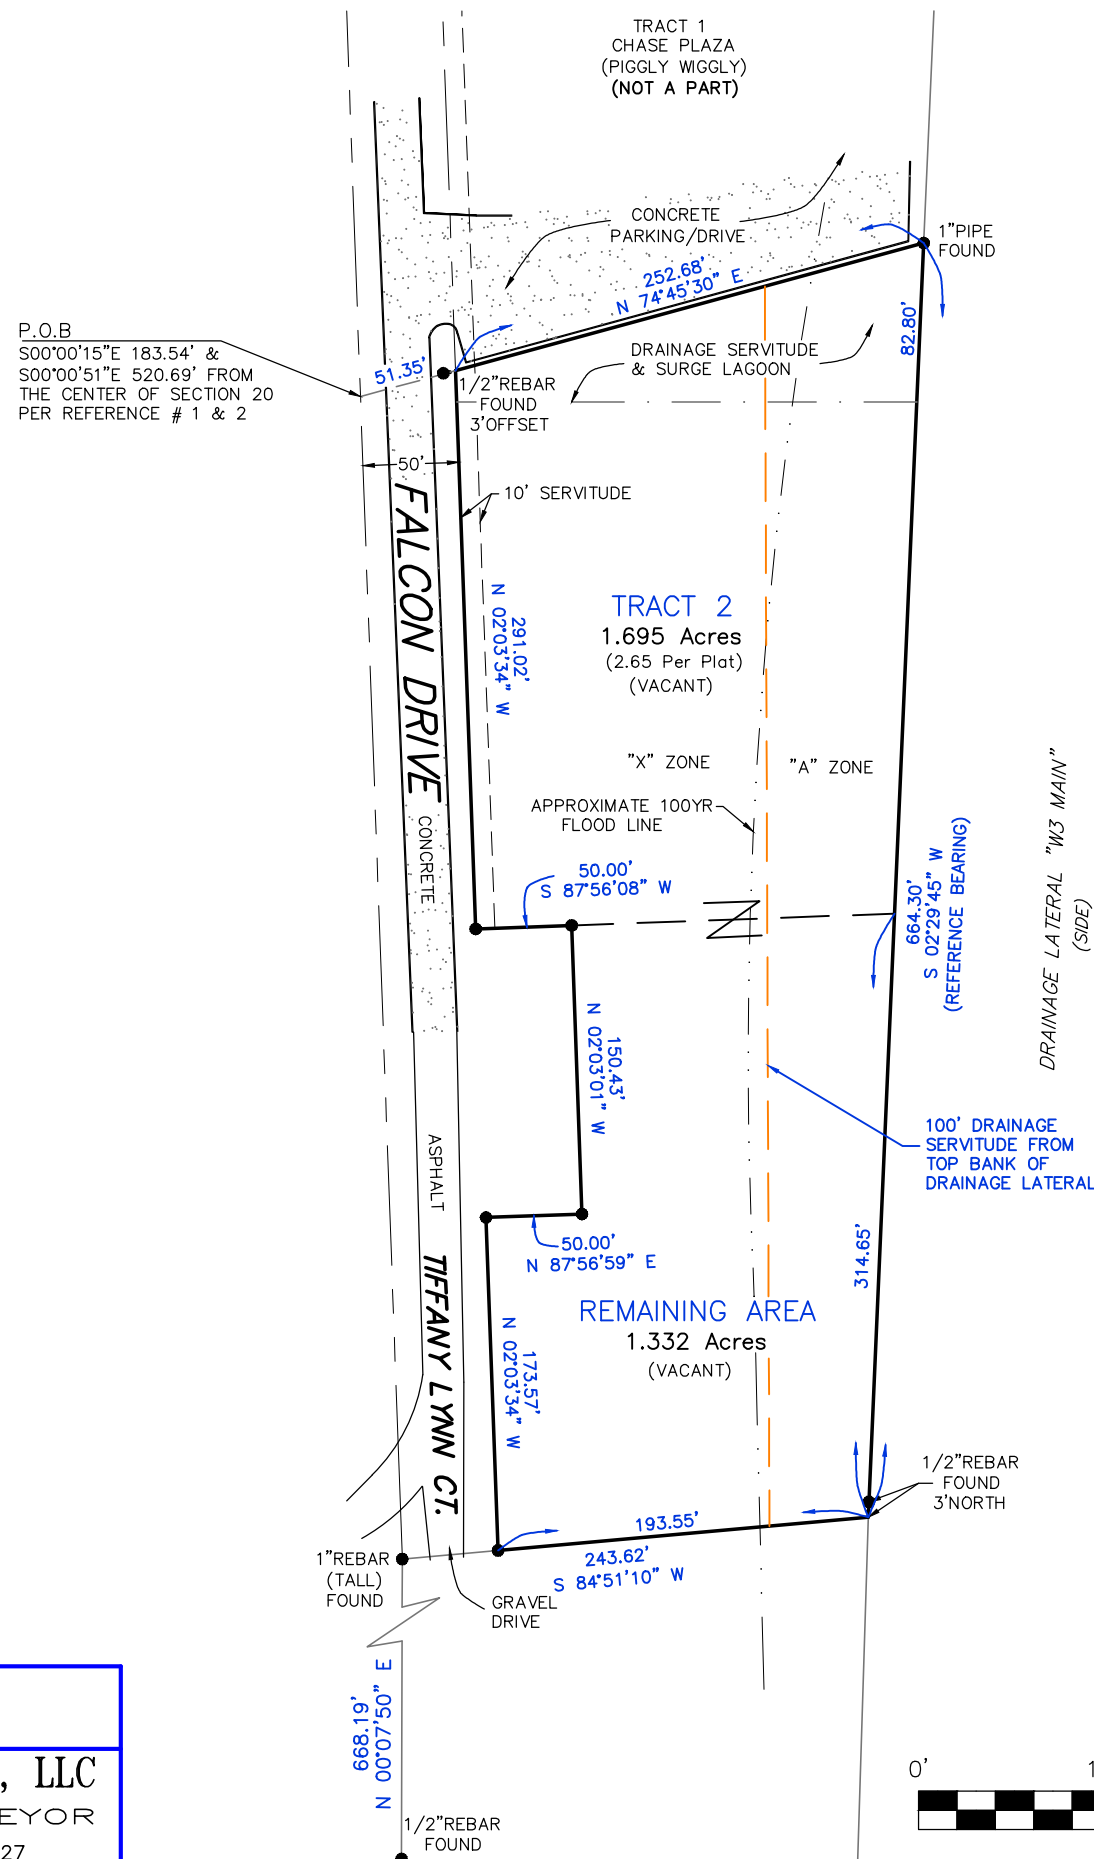 TRACT 1
CHASE PLAZA
(PIGGLY WIGGLY)
(NOT A PART)
CONCRETE
PARKING/DRIVE
1"PIPE
FOUND
252.68'
N 74°45'30" E
P.O.B
S00°00'15"E 183.54' &
S00°00'51"E 520.69' FROM
THE CENTER OF SECTION 20
PER REFERENCE # 1 & 2
51.35'
1/2"REBAR
FOUND
3'OFFSET
DRAINAGE SERVITUDE
& SURGE LAGOON
82.80'
50'
10' SERVITUDE
FALCON DRIVE
291.02'
N 02°03'34" W
TRACT 2
1.695 Acres
(2.65 Per Plat)
(VACANT)
"X" ZONE
"A" ZONE
APPROXIMATE 100YR
FLOOD LINE
CONCRETE
50.00'
S 87°56'08" W
664.30'
S 02°29'45" W
(REFERENCE BEARING)
DRAINAGE LATERAL "W3 MAIN"
(SIDE)
150.43'
N 02°03'01" W
100' DRAINAGE
SERVITUDE FROM
TOP BANK OF
DRAINAGE LATERAL
ASPHALT
50.00'
N 87°56'59" E
314.65'
TIFFANY LYNN CT.
REMAINING AREA
1.332 Acres
(VACANT)
173.57'
N 02°03'34" W
1/2"REBAR
FOUND
3'NORTH
193.55'
243.62'
S 84°51'10" W
1"REBAR
(TALL)
FOUND
GRAVEL
DRIVE
668.19'
N 00°07'50" E
1/2"REBAR
FOUND
, LLC
EYOR
27
0'
1